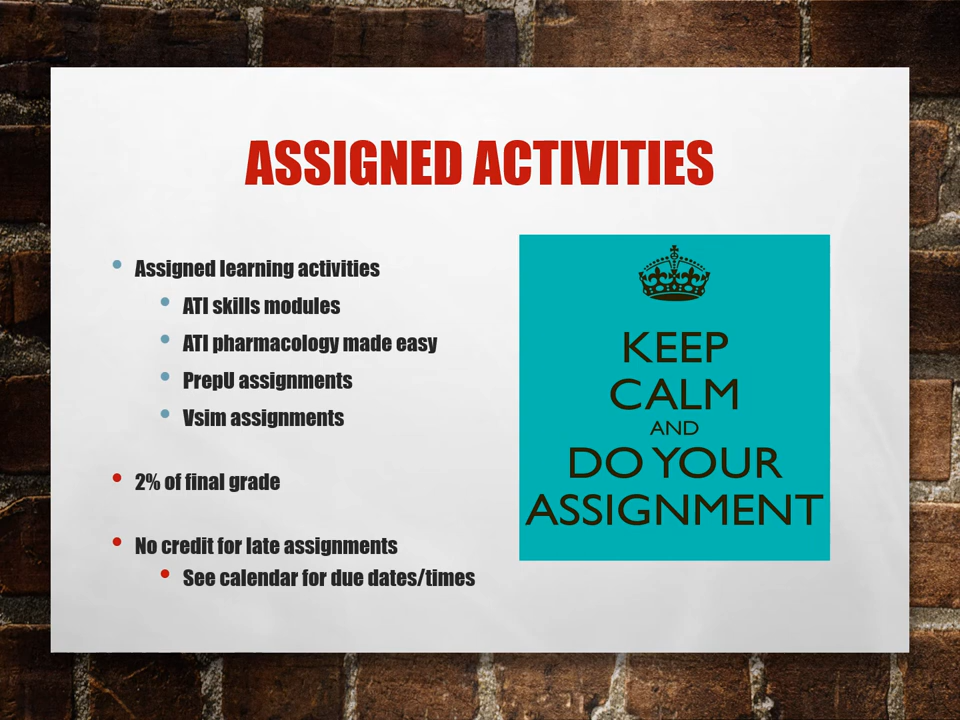 ASSIGNED ACTIVITIES
Assigned learning activities
ATI skills modules
ATI pharmacology made easy
PrepU assignments
Vsim assignments
2% of final grade
No credit for late assignments
See calendar for due dates/times
KEEP
CALM
AND
DO YOUR
ASSIGNMENT